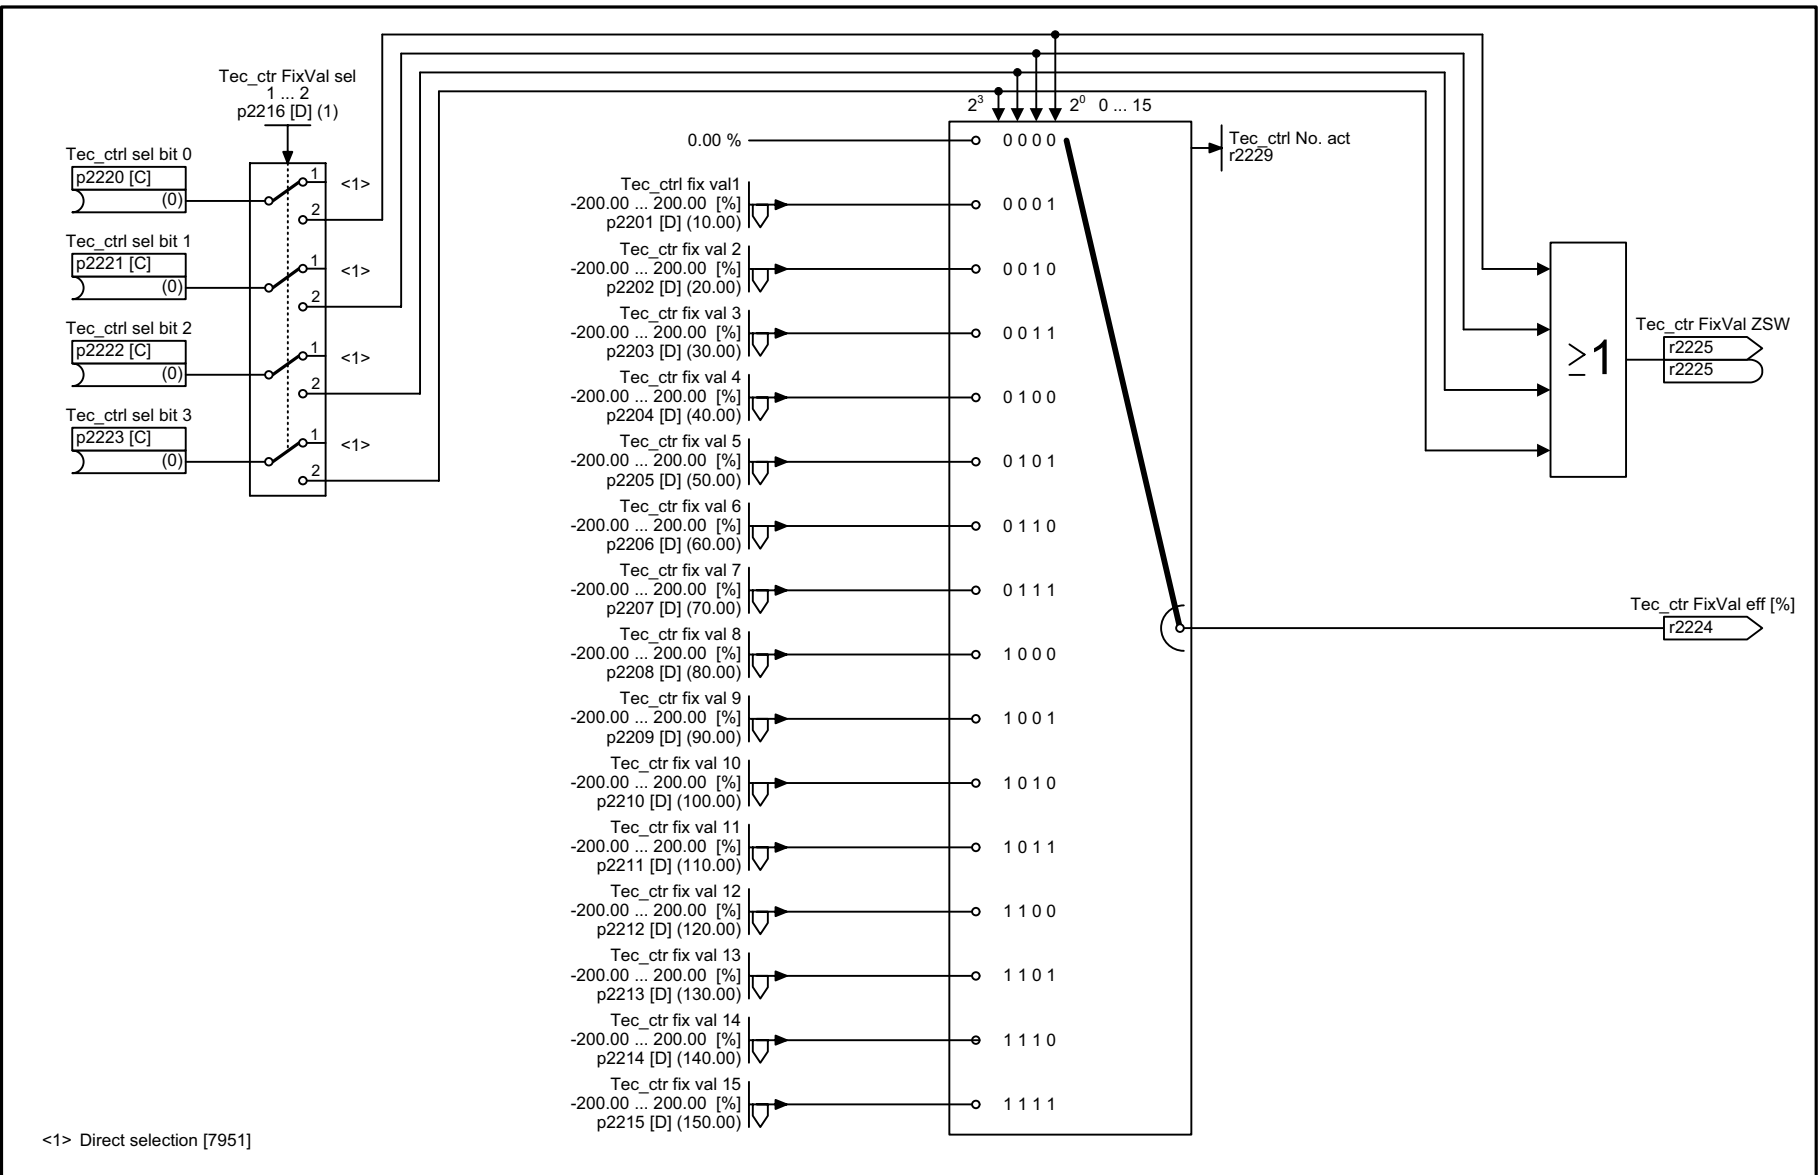 Tec_ctr FixVal sel
1 ... 2
p2216 [D] (1)
Tec_ctrl sel bit 0
p2220 [C]
(0)
1
<1>
2
Tec_ctrl sel bit 1
p2221 [C]
(0)
1
<1>
2
Tec_ctrl sel bit 2
p2222 [C]
(0)
1
<1>
2
Tec_ctrl sel bit 3
p2223 [C]
(0)
1
<1>
2
2³ 2⁰ 0 ... 15
0.00 %
0 0 0 0
Tec_ctrl No. act
r2229
Tec_ctrl fix val1
-200.00 ... 200.00 [%]
p2201 [D] (10.00)
0 0 0 1
Tec_ctr fix val 2
-200.00 ... 200.00 [%]
p2202 [D] (20.00)
0 0 1 0
Tec_ctr fix val 3
-200.00 ... 200.00 [%]
p2203 [D] (30.00)
0 0 1 1
Tec_ctr fix val 4
-200.00 ... 200.00 [%]
p2204 [D] (40.00)
0 1 0 0
Tec_ctr fix val 5
-200.00 ... 200.00 [%]
p2205 [D] (50.00)
0 1 0 1
Tec_ctr fix val 6
-200.00 ... 200.00 [%]
p2206 [D] (60.00)
0 1 1 0
Tec_ctr fix val 7
-200.00 ... 200.00 [%]
p2207 [D] (70.00)
0 1 1 1
Tec_ctr fix val 8
-200.00 ... 200.00 [%]
p2208 [D] (80.00)
1 0 0 0
Tec_ctr fix val 9
-200.00 ... 200.00 [%]
p2209 [D] (90.00)
1 0 0 1
Tec_ctr fix val 10
-200.00 ... 200.00 [%]
p2210 [D] (100.00)
1 0 1 0
Tec_ctr fix val 11
-200.00 ... 200.00 [%]
p2211 [D] (110.00)
1 0 1 1
Tec_ctr fix val 12
-200.00 ... 200.00 [%]
p2212 [D] (120.00)
1 1 0 0
Tec_ctr fix val 13
-200.00 ... 200.00 [%]
p2213 [D] (130.00)
1 1 0 1
Tec_ctr fix val 14
-200.00 ... 200.00 [%]
p2214 [D] (140.00)
1 1 1 0
Tec_ctr fix val 15
-200.00 ... 200.00 [%]
p2215 [D] (150.00)
1 1 1 1
≥1
Tec_ctr FixVal ZSW
r2225
r2225
Tec_ctr FixVal eff [%]
r2224
<1> Direct selection [7951]